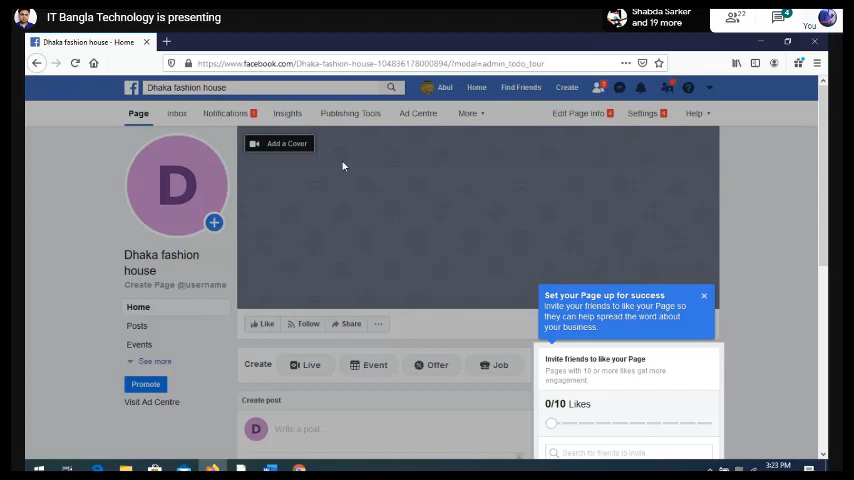 IT Bangla Technology is presenting
Shabda Sarker
and 19 more
22
4
You
Dhaka fashion house - Home
https://www.facebook.com/Dhaka-fashion-house-104836178000894/?modal=admin_todo_tour
Dhaka fashion house
Abul
Home
Find Friends
Create
Page
Inbox
Notifications
Insights
Publishing Tools
Ad Centre
More
Edit Page Info
4
Settings
4
Help
Add a Cover
D
Dhaka fashion
house
Create Page @username
Home
Posts
Events
See more
Promote
Visit Ad Centre
Like
Follow
Share
Set your Page up for success
Invite your friends to like your Page so
they can help spread the word about
your business.
Create
Live
Event
Offer
Job
Invite friends to like your Page
Pages with 10 or more likes get more
engagement.
0/10 Likes
Create post
D
Write a post...
Search for friends to invite
3:23 PM